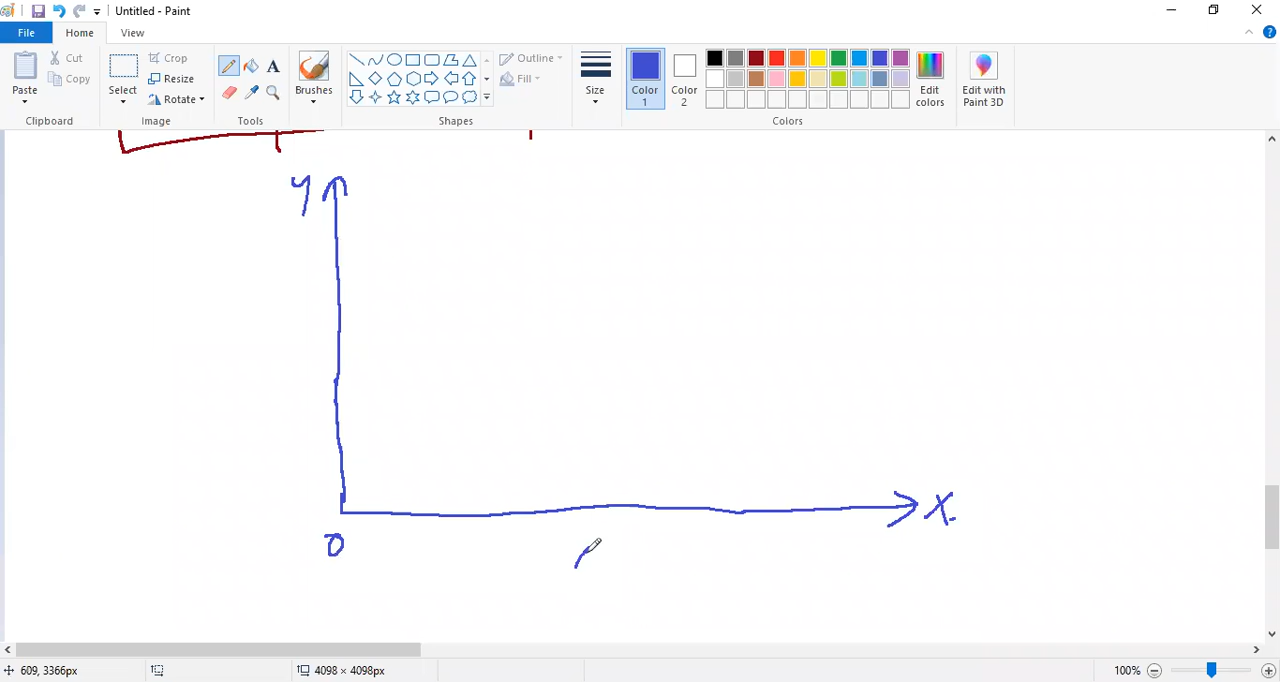 Untitled - Paint
File Home View
Paste
Cut
Copy
Clipboard
Select
Crop
Resize
Rotate
Image
A
Tools
Brushes
Outline
Fill
Shapes
Size
Color 1
Color 2
Edit colors
Edit with Paint 3D
Colors
y
x
0
609, 3366px
4098 × 4098px
100%